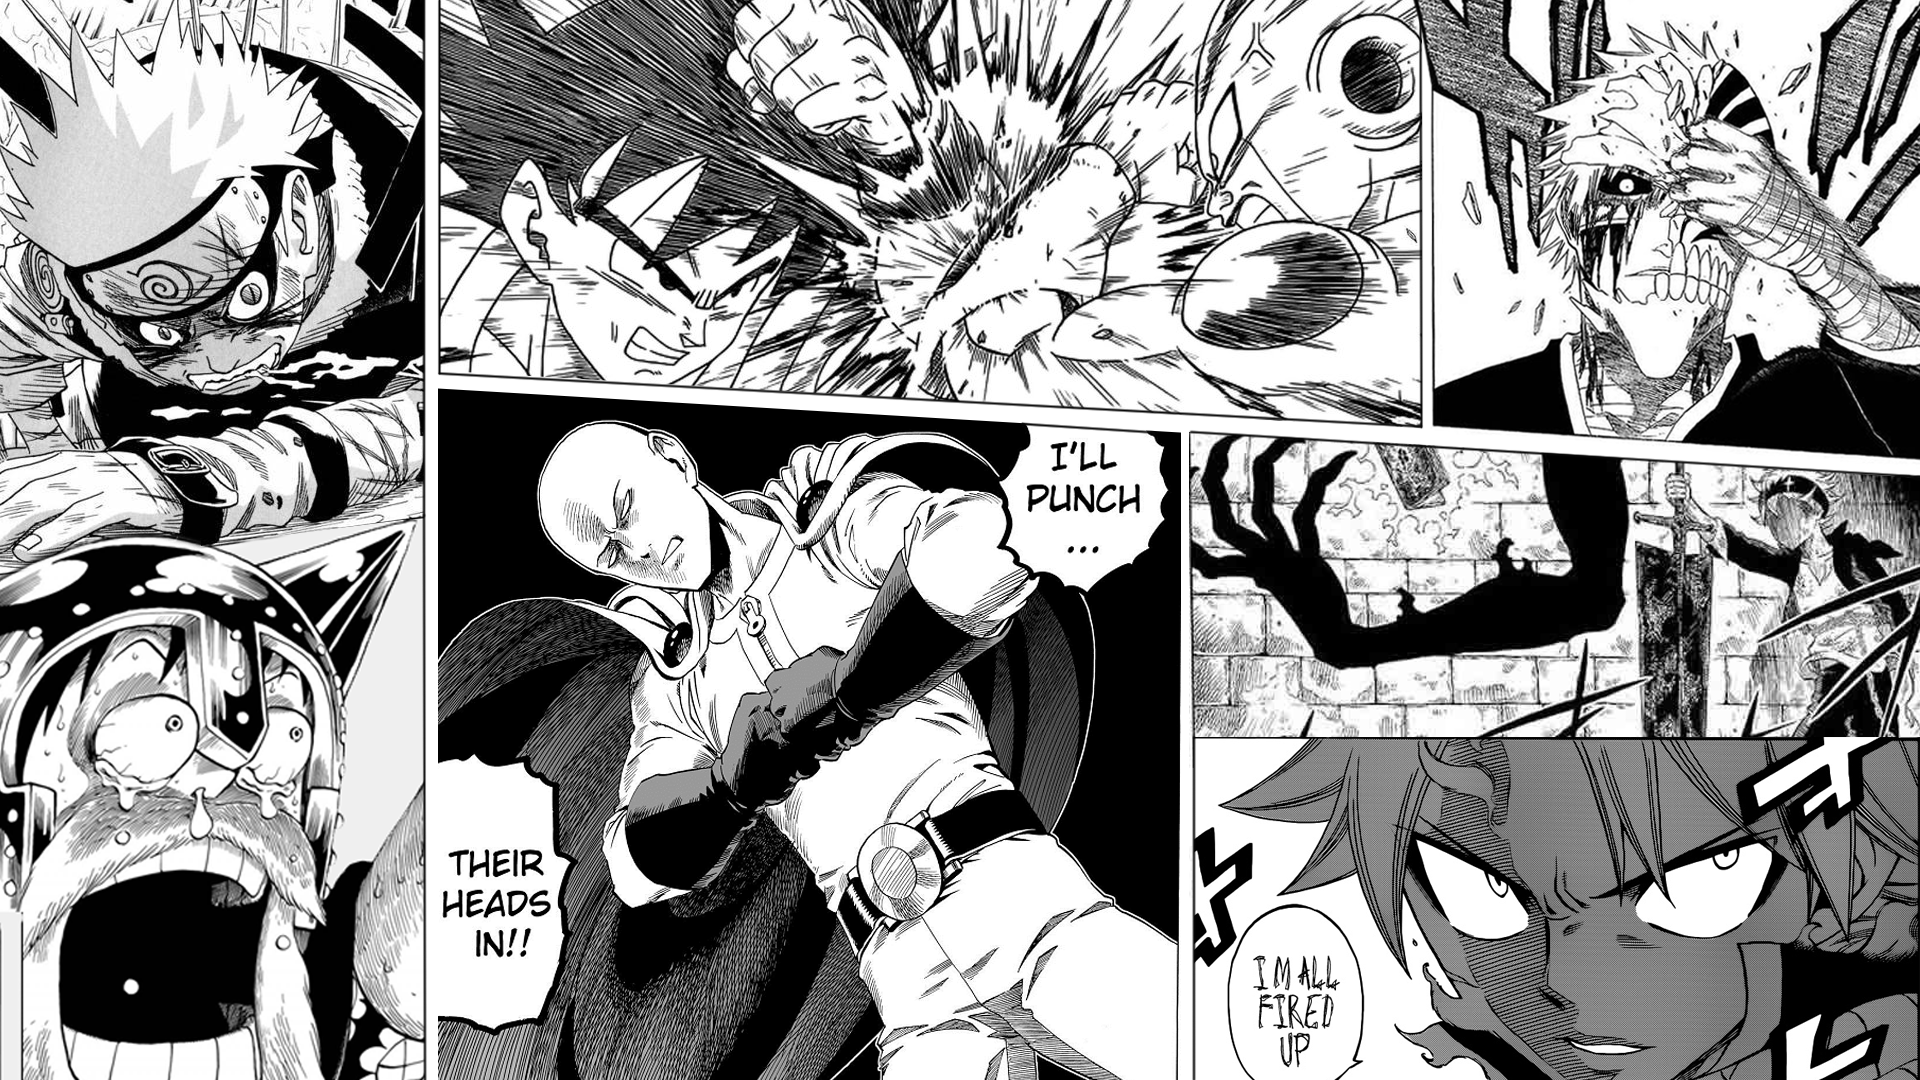 I'LL
PUNCH
...
THEIR
HEADS
IN!!
I M ALL
FIRED
UP